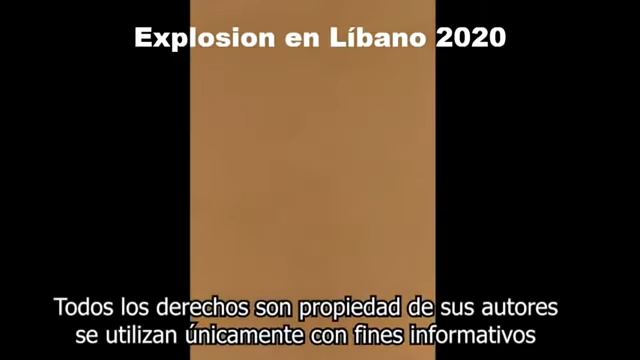 Explosion en Líbano 2020
Todos los derechos son propiedad de sus autores
se utilizan únicamente con fines informativos